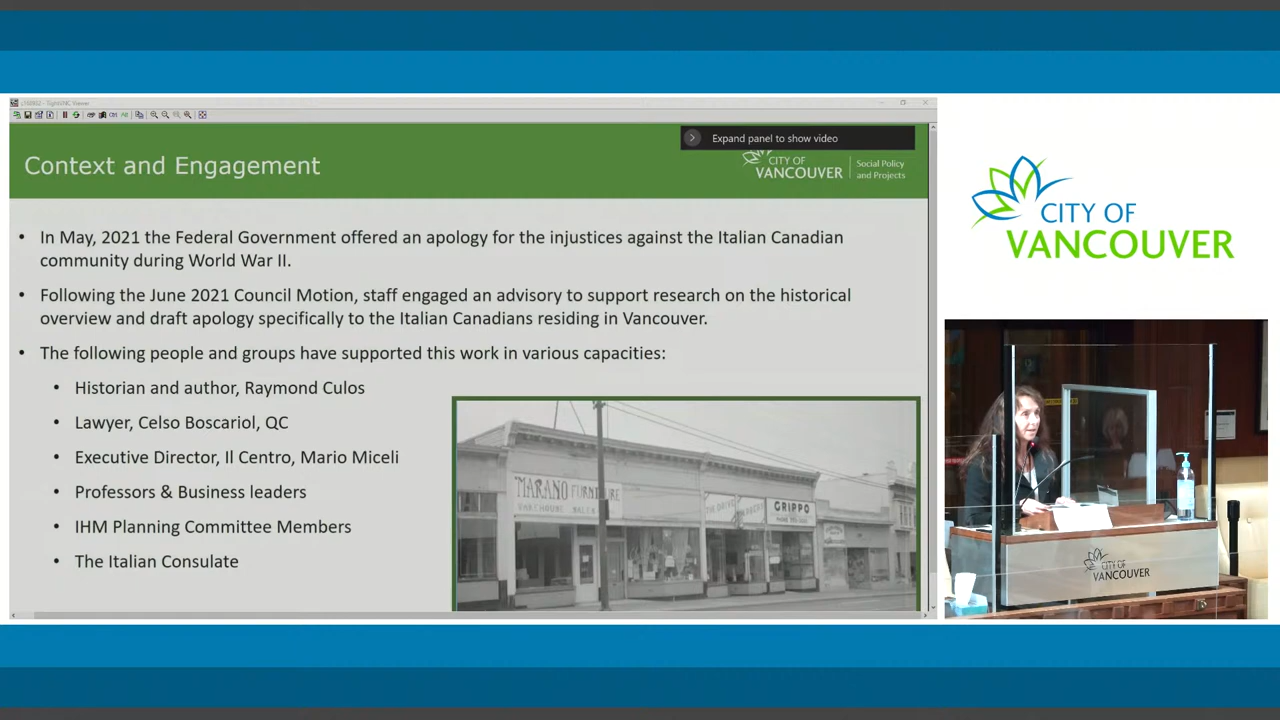 TightVNC Viewer
Expand panel to show video
Context and Engagement
CITY OF
VANCOUVER
Social Policy
and Projects
• In May, 2021 the Federal Government offered an apology for the injustices against the Italian Canadian
community during World War II.
• Following the June 2021 Council Motion, staff engaged an advisory to support research on the historical
overview and draft apology specifically to the Italian Canadians residing in Vancouver.
• The following people and groups have supported this work in various capacities:
• Historian and author, Raymond Culos
• Lawyer, Celso Boscariol, QC
• Executive Director, Il Centro, Mario Miceli
• Professors & Business leaders
• IHM Planning Committee Members
• The Italian Consulate
MARANO FURNITURE
GRIPPO
CITY OF
VANCOUVER
CITY OF
VANCOUVER